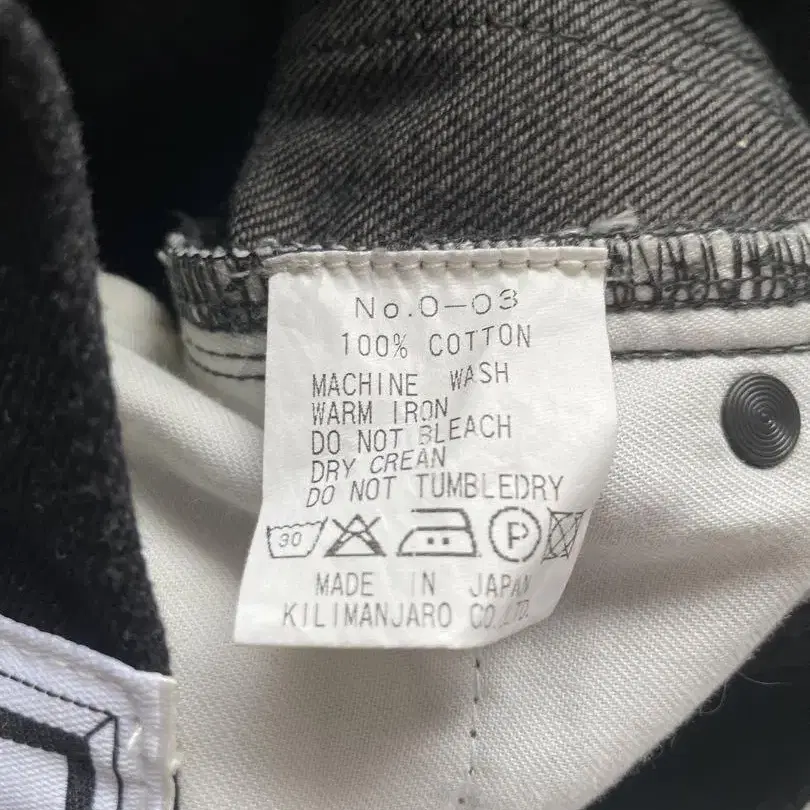 No.0-03
100% COTTON
MACHINE WASH
WARM IRON
DO NOT BLEACH
DRY CREAN
DO NOT TUMBLEDRY
30 P
MADE IN JAPAN
KILIMANJARO CO.,LTD.